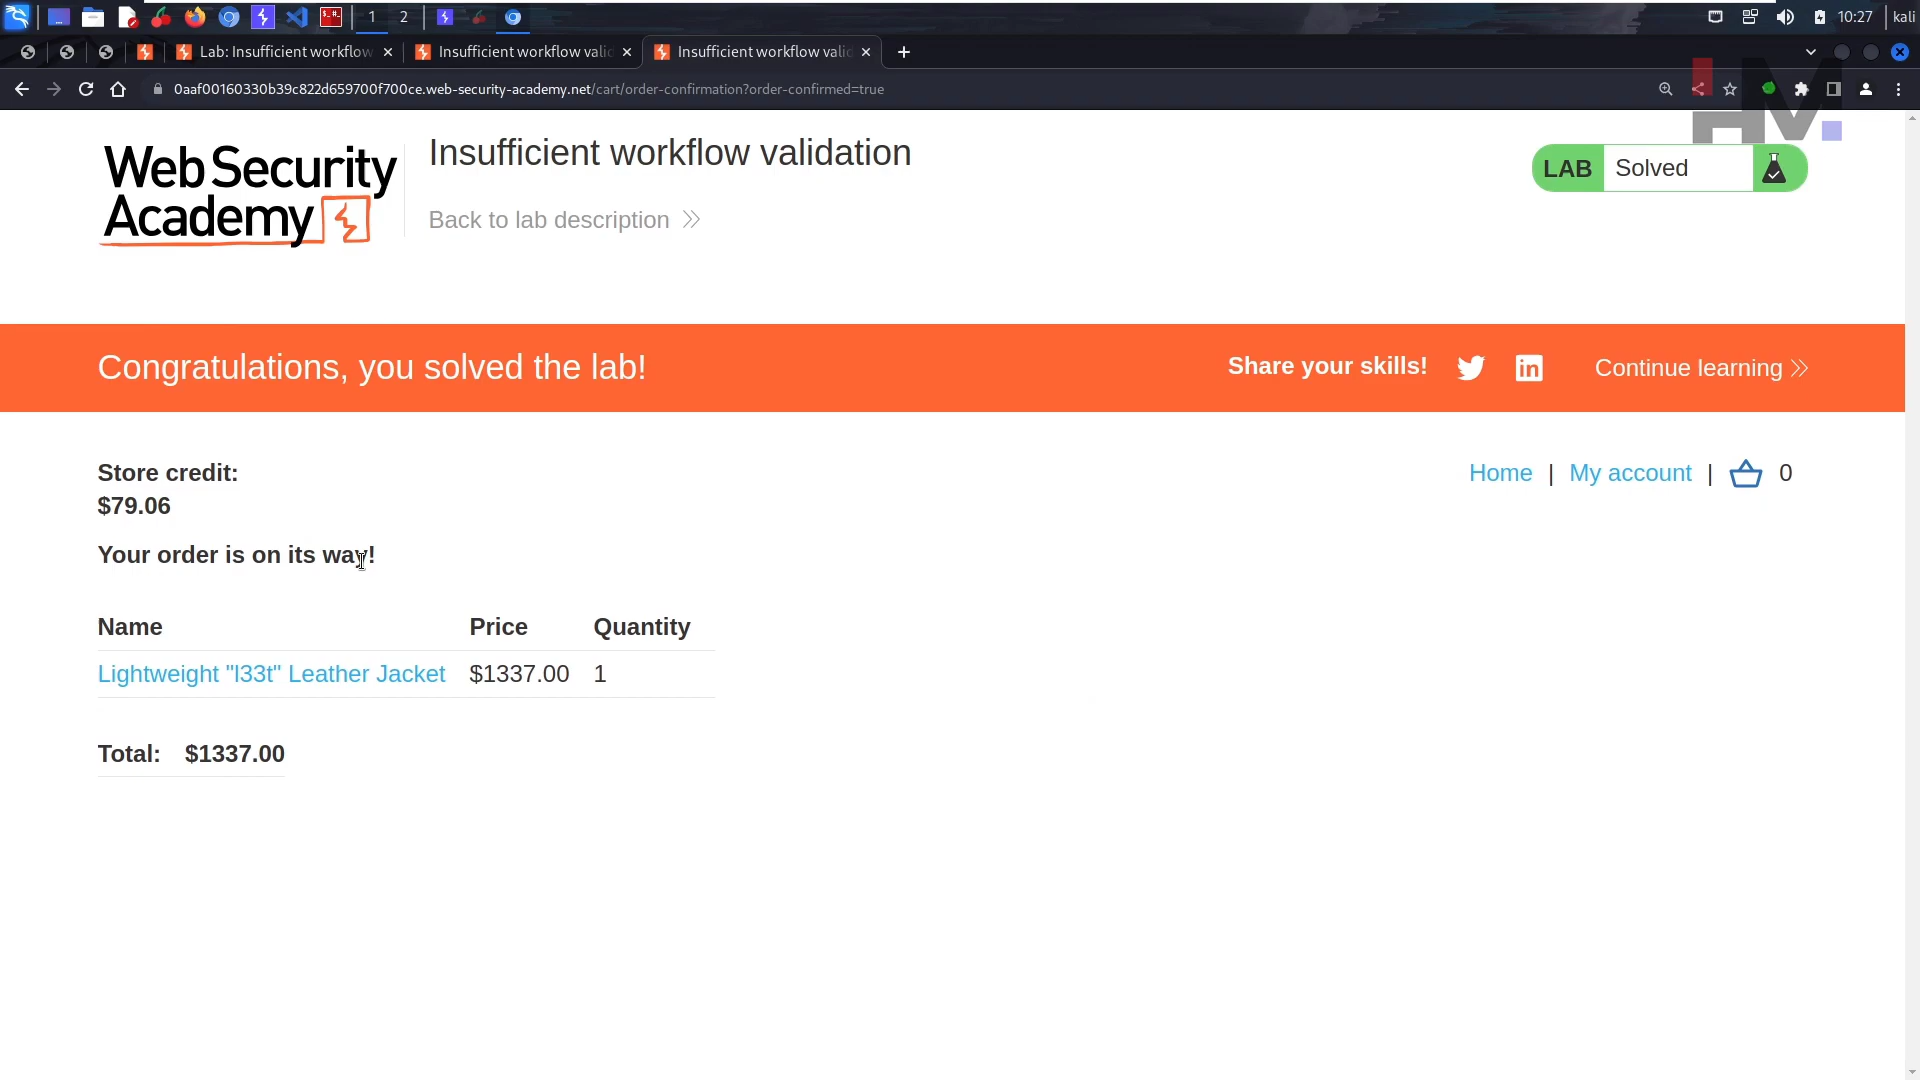 1 2 10:27 kali
Lab: Insufficient workflow Insufficient workflow valid Insufficient workflow valid
0aaf00160330b39c822d659700f700ce.web-security-academy.net/cart/order-confirmation?order-confirmed=true
HM
Web Security
Academy
Insufficient workflow validation
Back to lab description
LAB Solved
Congratulations, you solved the lab!
Share your skills!
Continue learning
Store credit:
$79.06
Home | My account | 0
Your order is on its way!
Name Price Quantity
Lightweight "l33t" Leather Jacket $1337.00 1
Total: $1337.00